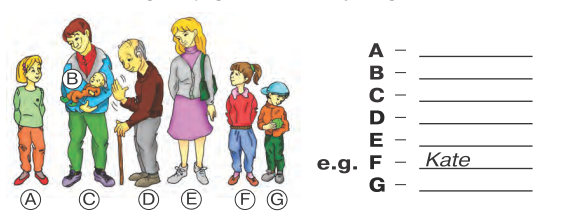 B
A C D E F G
A –
B –
C –
D –
E –
e.g. F – Kate
G –